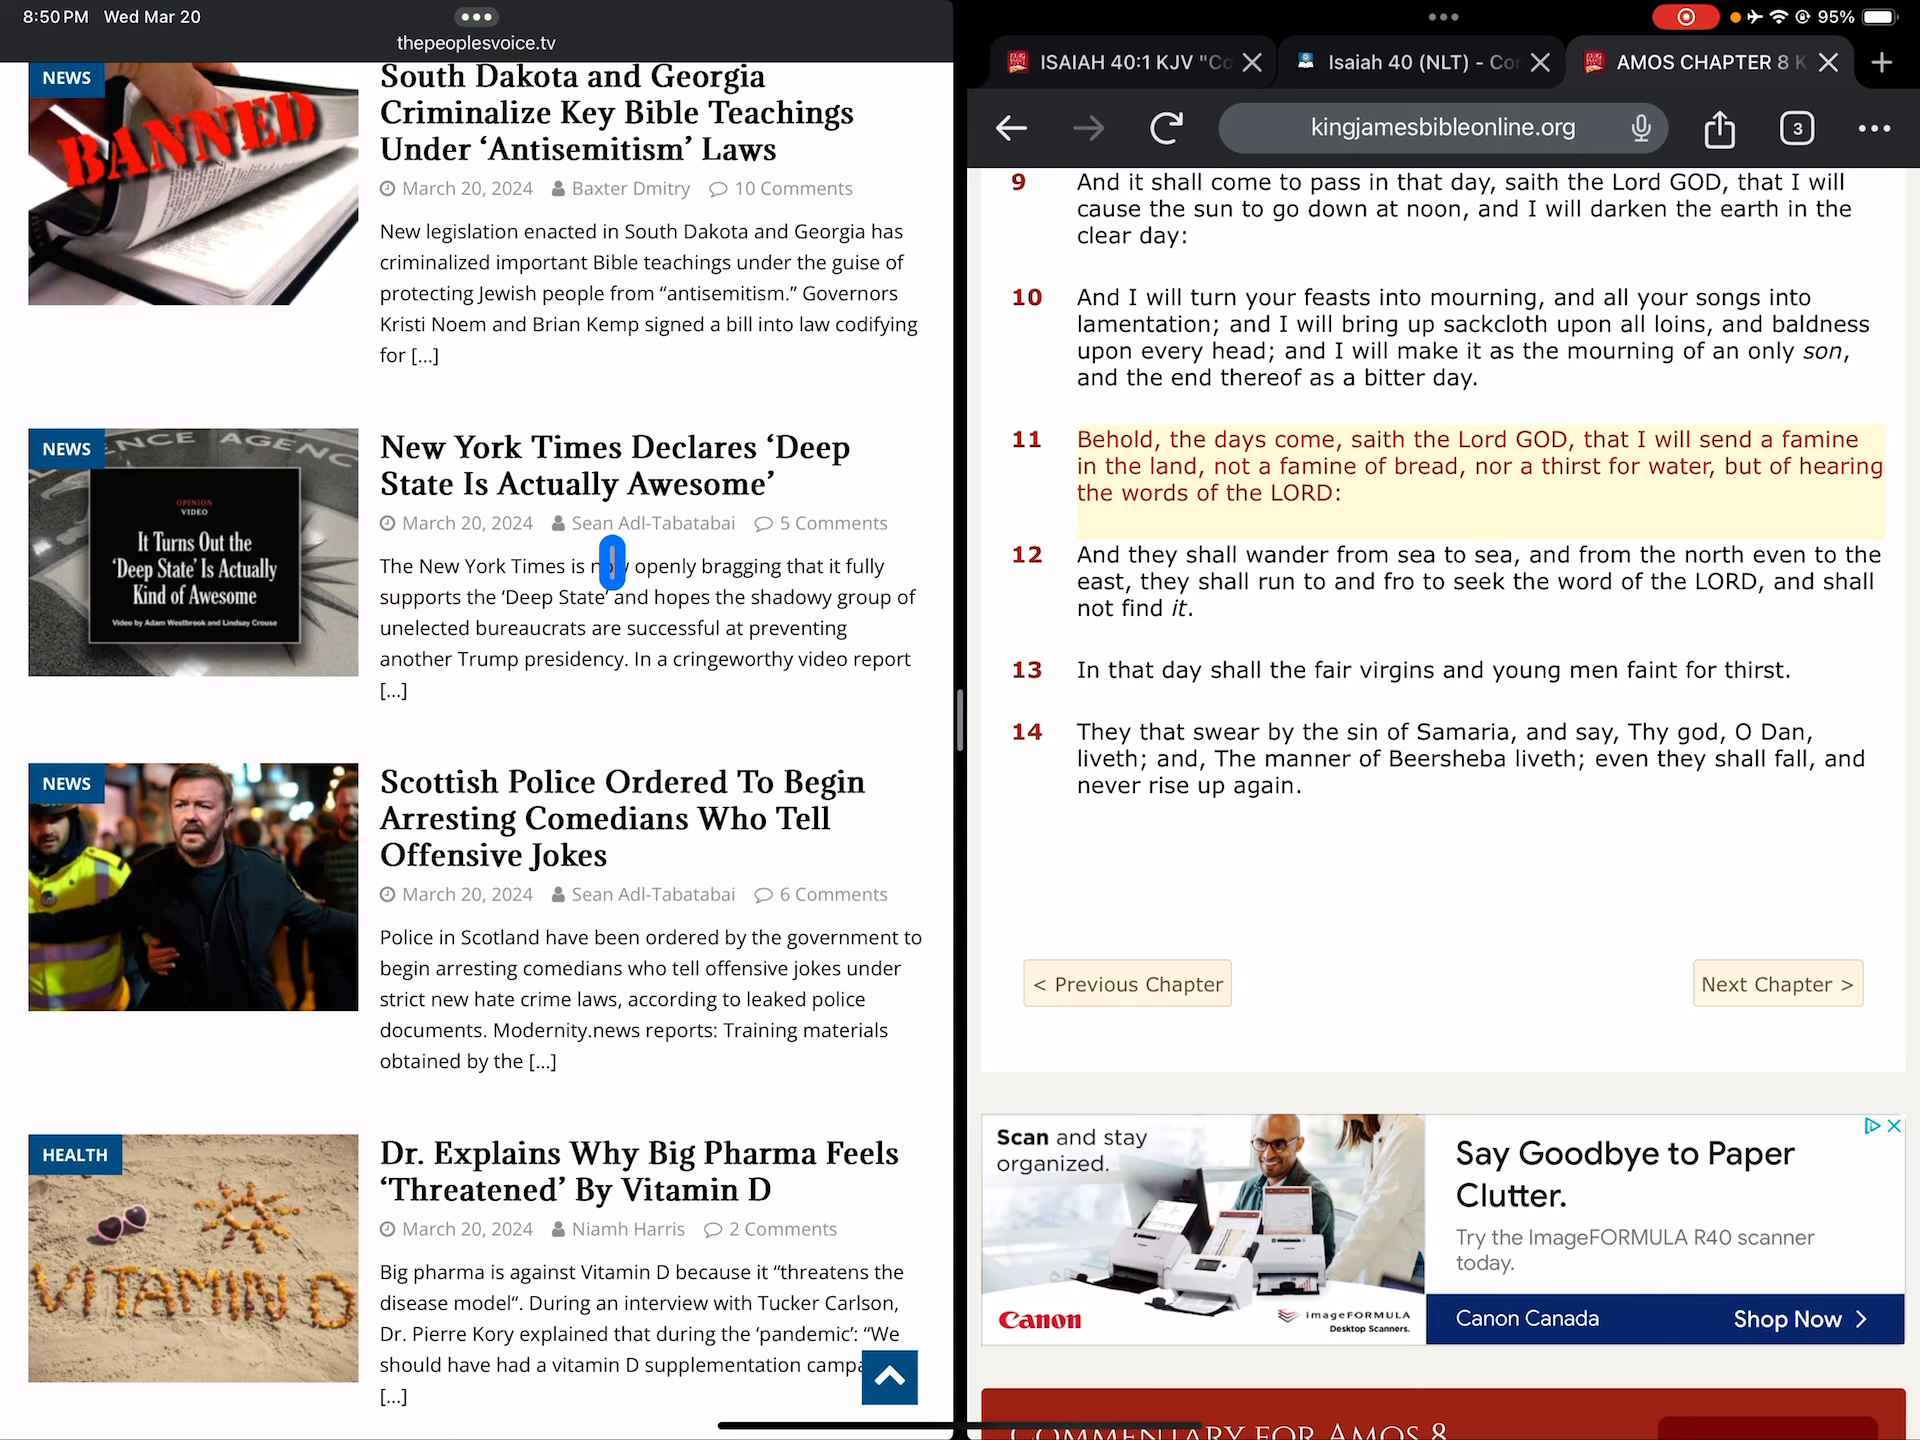 8:50 PM Wed Mar 20
thepeoplesvoice.tv
NEWS
BANNED
South Dakota and Georgia
Criminalize Key Bible Teachings
Under ‘Antisemitism’ Laws
March 20, 2024 Baxter Dmitry 10 Comments
New legislation enacted in South Dakota and Georgia has
criminalized important Bible teachings under the guise of
protecting Jewish people from “antisemitism.” Governors
Kristi Noem and Brian Kemp signed a bill into law codifying
for [...]
NEWS
ENCE AGENC
OPINION
VIDEO
It Turns Out the
‘Deep State’ Is Actually
Kind of Awesome
Video by Adam Westbrook and Lindsay Crouse
New York Times Declares ‘Deep
State Is Actually Awesome’
March 20, 2024 Sean Adl-Tabatabai 5 Comments
The New York Times is now openly bragging that it fully
supports the ‘Deep State’ and hopes the shadowy group of
unelected bureaucrats are successful at preventing
another Trump presidency. In a cringeworthy video report
[...]
NEWS
Scottish Police Ordered To Begin
Arresting Comedians Who Tell
Offensive Jokes
March 20, 2024 Sean Adl-Tabatabai 6 Comments
Police in Scotland have been ordered by the government to
begin arresting comedians who tell offensive jokes under
strict new hate crime laws, according to leaked police
documents. Modernity.news reports: Training materials
obtained by the [...]
HEALTH
VITAMIN D
Dr. Explains Why Big Pharma Feels
‘Threatened’ By Vitamin D
March 20, 2024 Niamh Harris 2 Comments
Big pharma is against Vitamin D because it “threatens the
disease model“. During an interview with Tucker Carlson,
Dr. Pierre Kory explained that during the ‘pandemic’: “We
should have had a vitamin D supplementation campa
[...]
95%
ISAIAH 40:1 KJV "Co
Isaiah 40 (NLT) - Cor
AMOS CHAPTER 8 K
kingjamesbibleonline.org
3
9 And it shall come to pass in that day, saith the Lord GOD, that I will
cause the sun to go down at noon, and I will darken the earth in the
clear day:
10 And I will turn your feasts into mourning, and all your songs into
lamentation; and I will bring up sackcloth upon all loins, and baldness
upon every head; and I will make it as the mourning of an only son,
and the end thereof as a bitter day.
11 Behold, the days come, saith the Lord GOD, that I will send a famine
in the land, not a famine of bread, nor a thirst for water, but of hearing
the words of the LORD:
12 And they shall wander from sea to sea, and from the north even to the
east, they shall run to and fro to seek the word of the LORD, and shall
not find it.
13 In that day shall the fair virgins and young men faint for thirst.
14 They that swear by the sin of Samaria, and say, Thy god, O Dan,
liveth; and, The manner of Beersheba liveth; even they shall fall, and
never rise up again.
< Previous Chapter
Next Chapter >
Scan and stay
organized.
Canon
imageFORMULA
Desktop Scanners.
Say Goodbye to Paper
Clutter.
Try the ImageFORMULA R40 scanner
today.
Canon Canada
Shop Now
COMMENTARY FOR AMOS 8